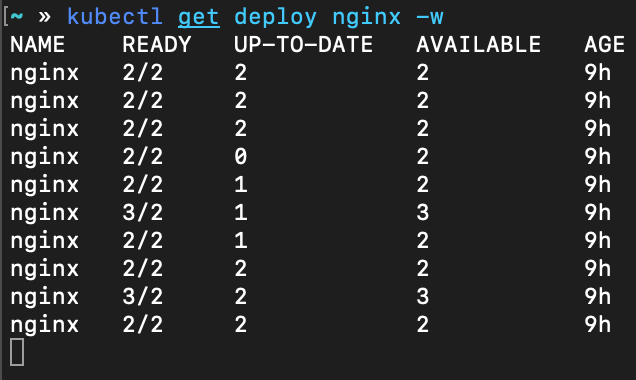 [~ » kubectl get deploy nginx -w
NAME READY UP-TO-DATE AVAILABLE AGE
nginx 2/2 2 2 9h
nginx 2/2 2 2 9h
nginx 2/2 2 2 9h
nginx 2/2 0 2 9h
nginx 2/2 1 2 9h
nginx 3/2 1 3 9h
nginx 2/2 1 2 9h
nginx 2/2 2 2 9h
nginx 3/2 2 3 9h
nginx 2/2 2 2 9h